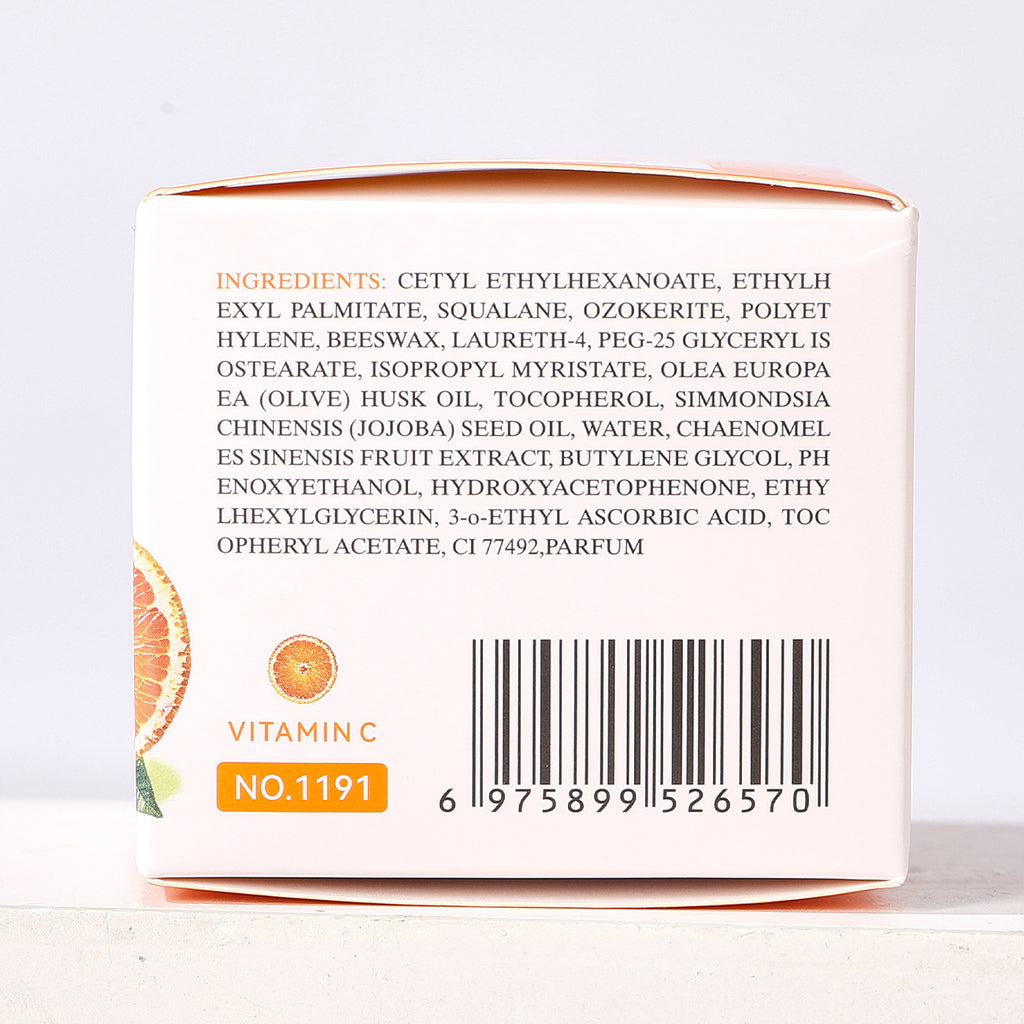 INGREDIENTS: CETYL ETHYLHEXANOATE, ETHYLH
EXYL PALMITATE, SQUALANE, OZOKERITE, POLYET
HYLENE, BEESWAX, LAURETH-4, PEG-25 GLYCERYL IS
OSTEARATE, ISOPROPYL MYRISTATE, OLEA EUROPA
EA (OLIVE) HUSK OIL, TOCOPHEROL, SIMMONDSIA
CHINENSIS (JOJOBA) SEED OIL, WATER, CHAENOMEL
ES SINENSIS FRUIT EXTRACT, BUTYLENE GLYCOL, PH
ENOXYETHANOL, HYDROXYACETOPHENONE, ETHY
LHEXYLGLYCERIN, 3-o-ETHYL ASCORBIC ACID, TOC
OPHERYL ACETATE, CI 77492,PARFUM
VITAMIN C
NO.1191
6 975899 526570